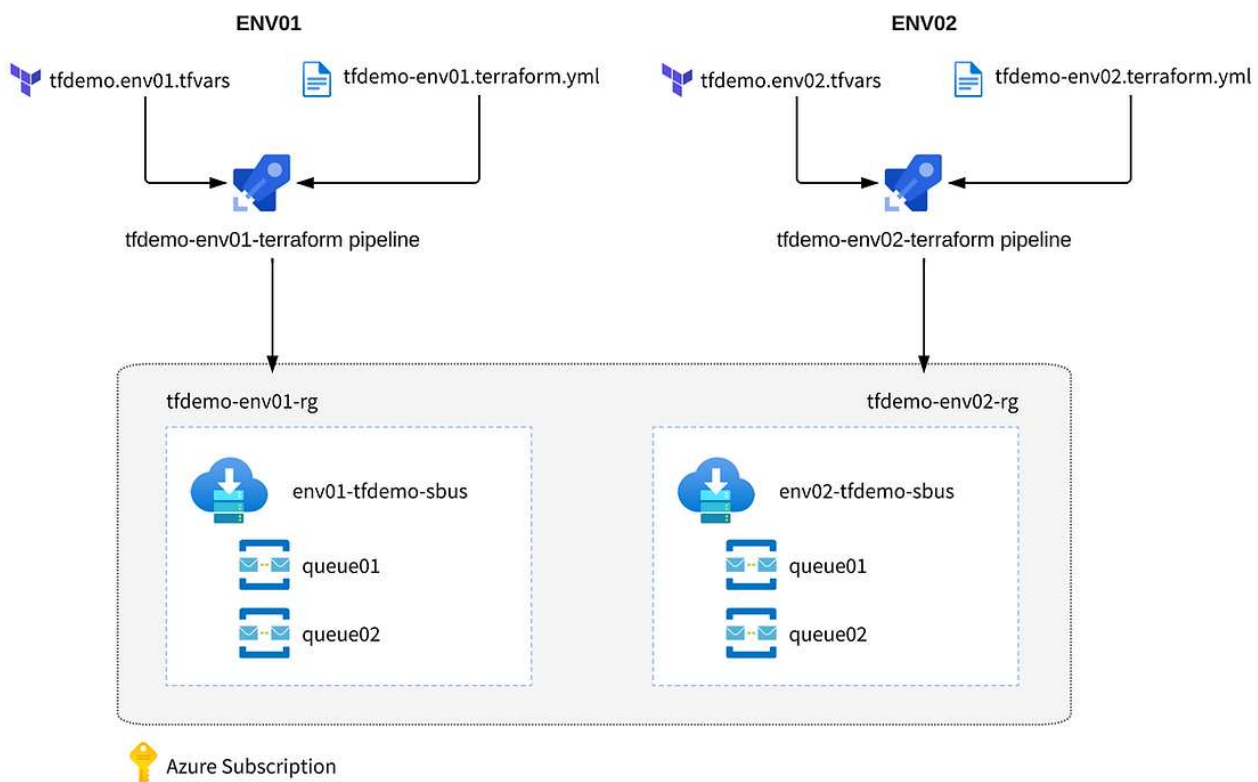 ENV01
ENV02
tfdemo.env01.tfvars
tfdemo-env01.terraform.yml
tfdemo.env02.tfvars
tfdemo-env02.terraform.yml
tfdemo-env01-terraform pipeline
tfdemo-env02-terraform pipeline
tfdemo-env01-rg
tfdemo-env02-rg
env01-tfdemo-sbus
env02-tfdemo-sbus
queue01
queue01
queue02
queue02
Azure Subscription